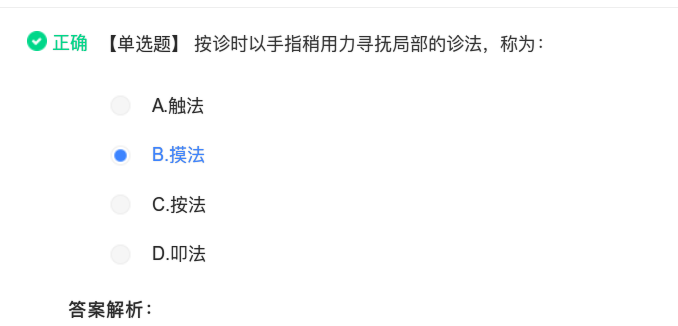 正确 【单选题】 按诊时以手指稍用力寻抚局部的诊法，称为：
A.触法
B.摸法
C.按法
D.叩法
答案解析：